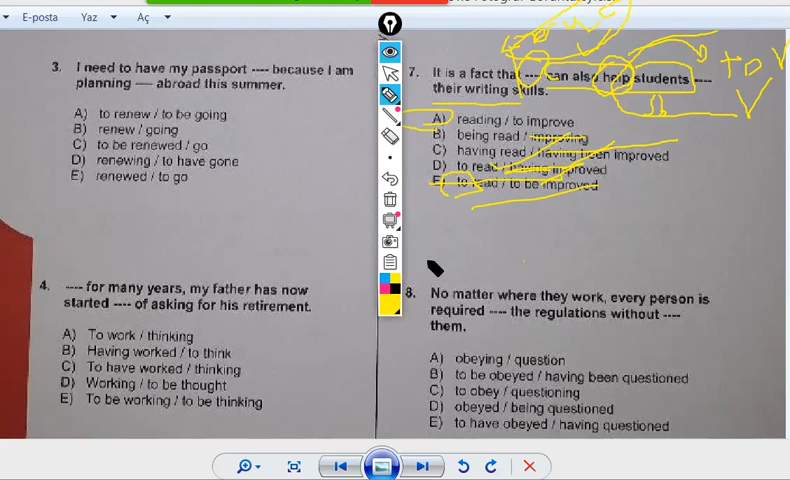 E-posta Yaz Aç
3. I need to have my passport ---- because I am
planning ---- abroad this summer.
A) to renew / to be going
B) renew / going
C) to be renewed / go
D) renewing / to have gone
E) renewed / to go
4. ---- for many years, my father has now
started ---- of asking for his retirement.
A) To work / thinking
B) Having worked / to think
C) To have worked / thinking
D) Working / to be thought
E) To be working / to be thinking
7. It is a fact that ---- can also help students ----
their writing skills.
A) reading / to improve
B) being read / improving
C) having read / having been improved
D) to read / having improved
E) to read / to be improved
to V
V
8. No matter where they work, every person is
required ---- the regulations without ----
them.
A) obeying / question
B) to be obeyed / having been questioned
C) to obey / questioning
D) obeyed / being questioned
E) to have obeyed / having questioned